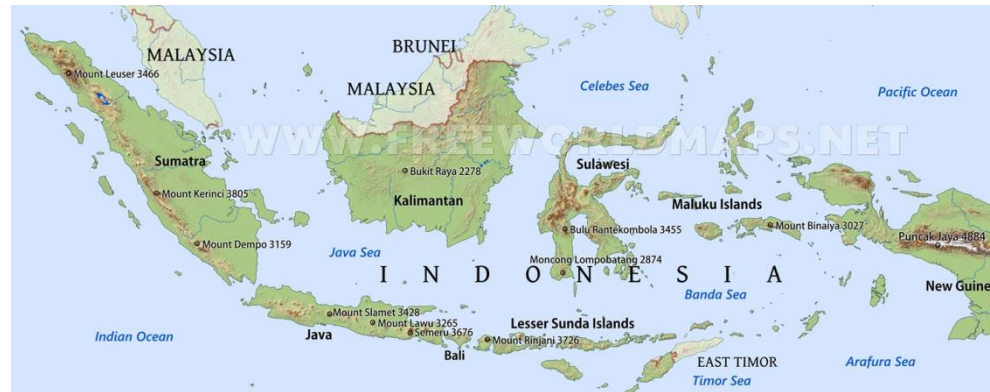 BRUNEI
MALAYSIA
Mount Leuser 3466
MALAYSIA
Celebes Sea
Pacific Ocean
WWW.FREEWORLDMAPS.NET
Sumatra
Sulawesi
Bukit Raya 2278
Mount Kerinci 3805
Kalimantan
Maluku Islands
Mount Binaiya 3027
Bulu Rantekombola 3455
Puncak Jaya 4884
Mount Dempo 3159
Java Sea
Moncong Lompobatang 2874
INDONESIA
New Guine
Banda Sea
Mount Slamet 3428
Mount Lawu 3265
Lesser Sunda Islands
Indian Ocean
Java
Semeru 3676
Mount Rinjani 3726
Bali
EAST TIMOR
Arafura Sea
Timor Sea